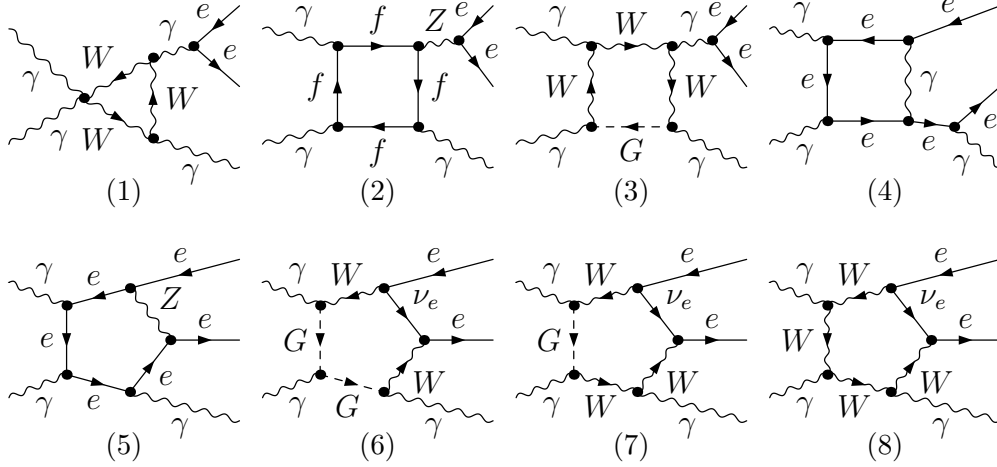 γ W γ e e W γ W γ (1)
γ f Z e e f f γ f γ (2)
γ W γ e e W W γ G γ (3)
γ e e e γ γ e e e γ (4)
γ e e Z e e γ e γ (5)
γ W e ν_e G e γ G W γ (6)
γ W e ν_e G e γ W W γ (7)
γ W e ν_e W e γ W W γ (8)